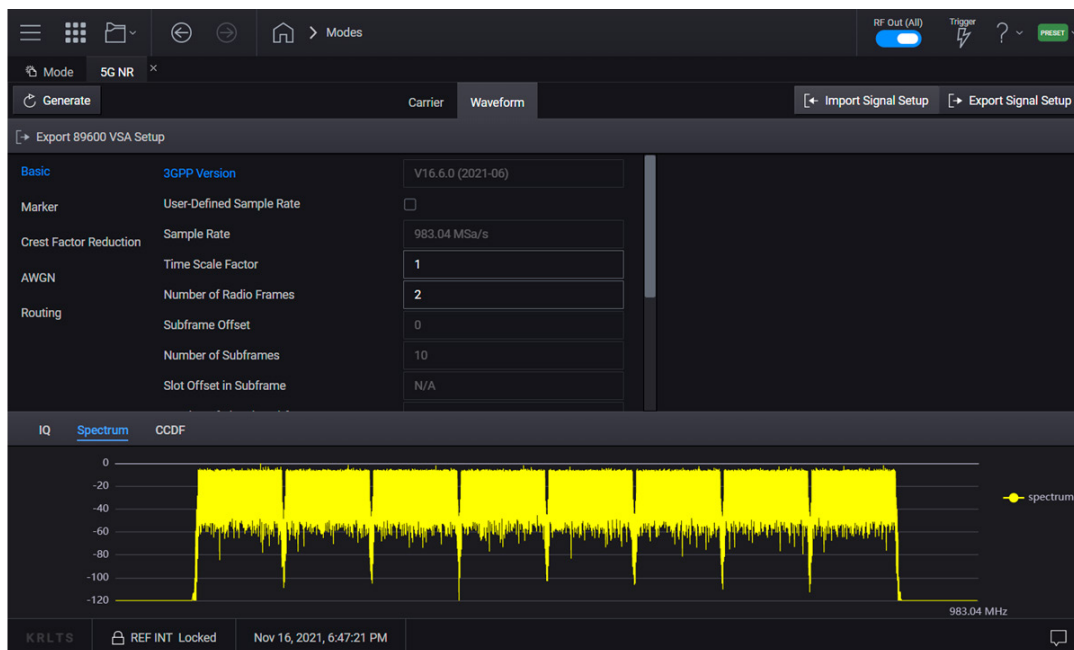 RF Out (All) Trigger
> Modes ? PRESET
Mode 5G NR ×
Generate Carrier Waveform Import Signal Setup Export Signal Setup
Export 89600 VSA Setup
Basic 3GPP Version V16.6.0 (2021-06)
Marker User-Defined Sample Rate
Crest Factor Reduction Sample Rate 983.04 MSa/s
Time Scale Factor 1
AWGN
Number of Radio Frames 2
Routing
Subframe Offset 0
Number of Subframes 10
Slot Offset in Subframe N/A
IQ Spectrum CCDF
0
-20
-40
-60
-80
-100
-120
spectrum
983.04 MHz
KRLTS REF INT Locked Nov 16, 2021, 6:47:21 PM